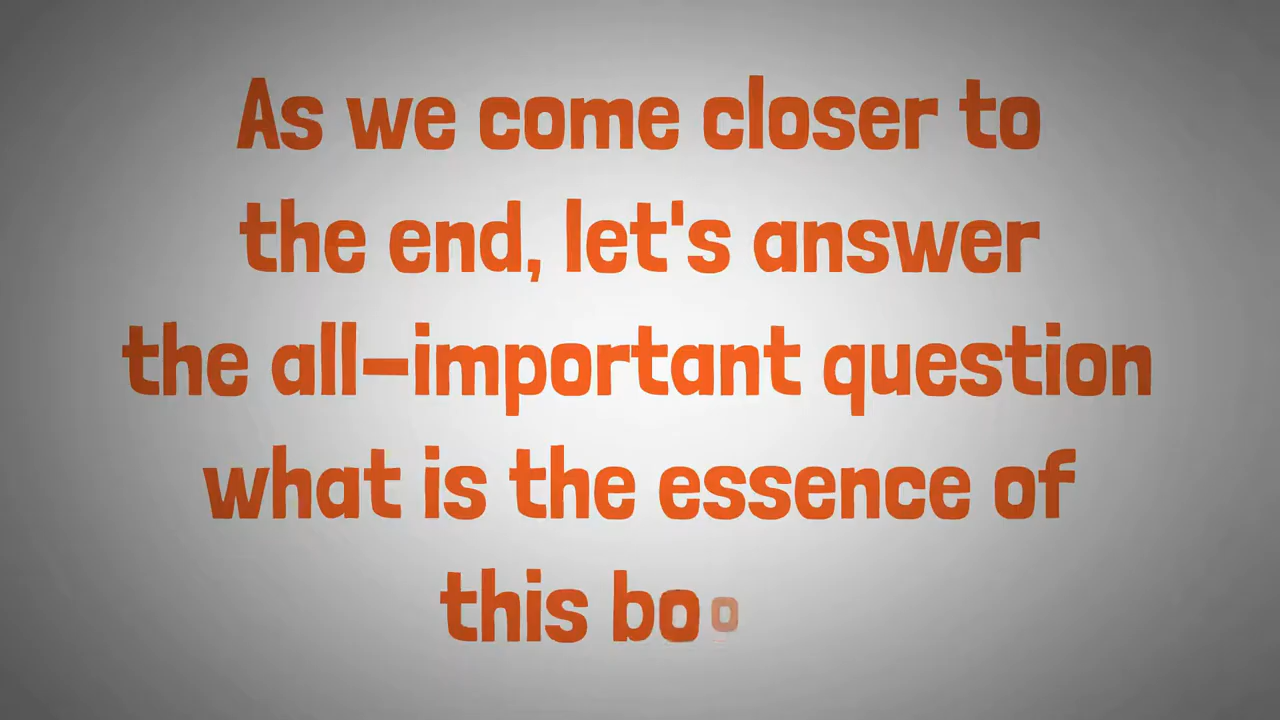 As we come closer to
the end, let's answer
the all-important question
what is the essence of
this boo